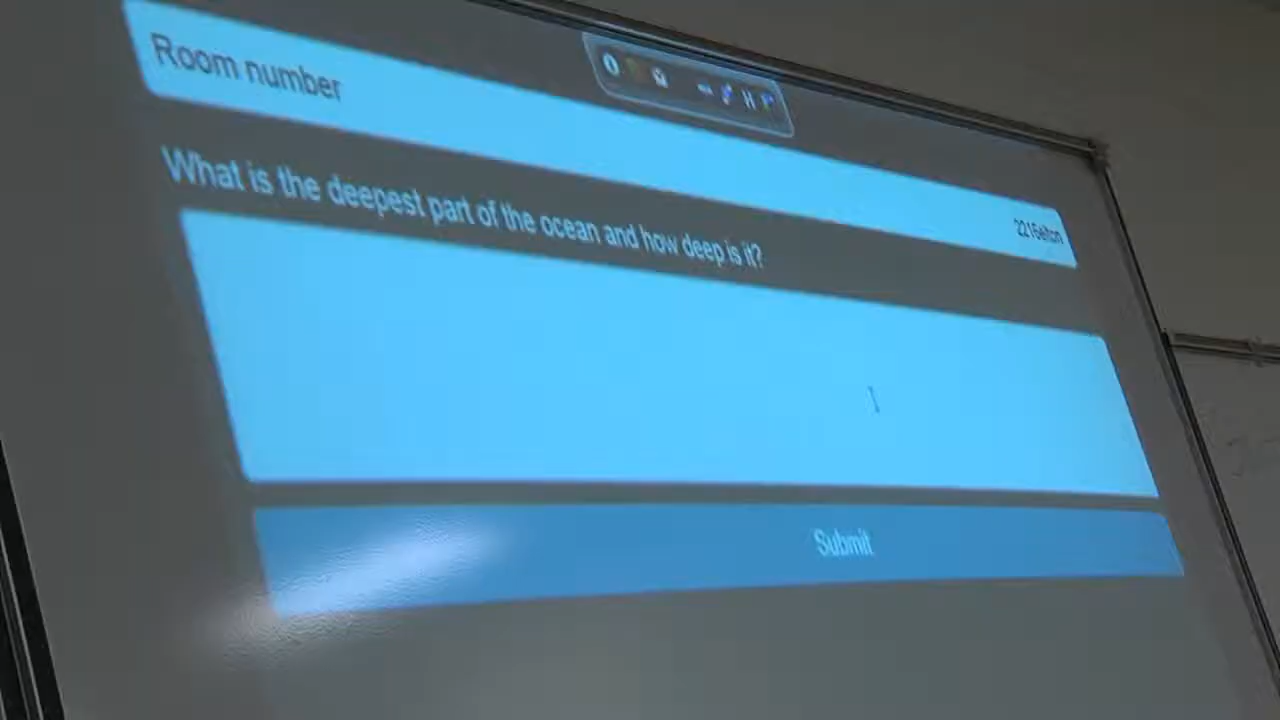 Room number
What is the deepest part of the ocean and how deep is it?
Submit